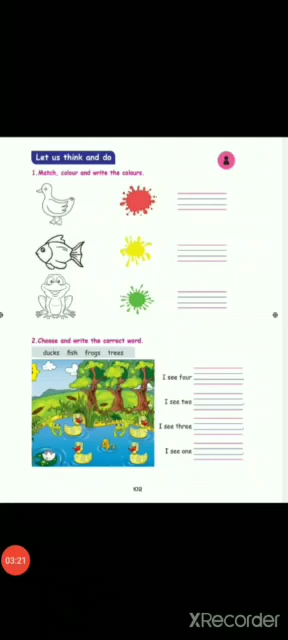 XRecorder
Let us think and do
1.Match, colour and write the colours.
2.Choose and write the correct word.
ducks fish frogs trees
I see four
I see two
I see three
I see one
109
03:21